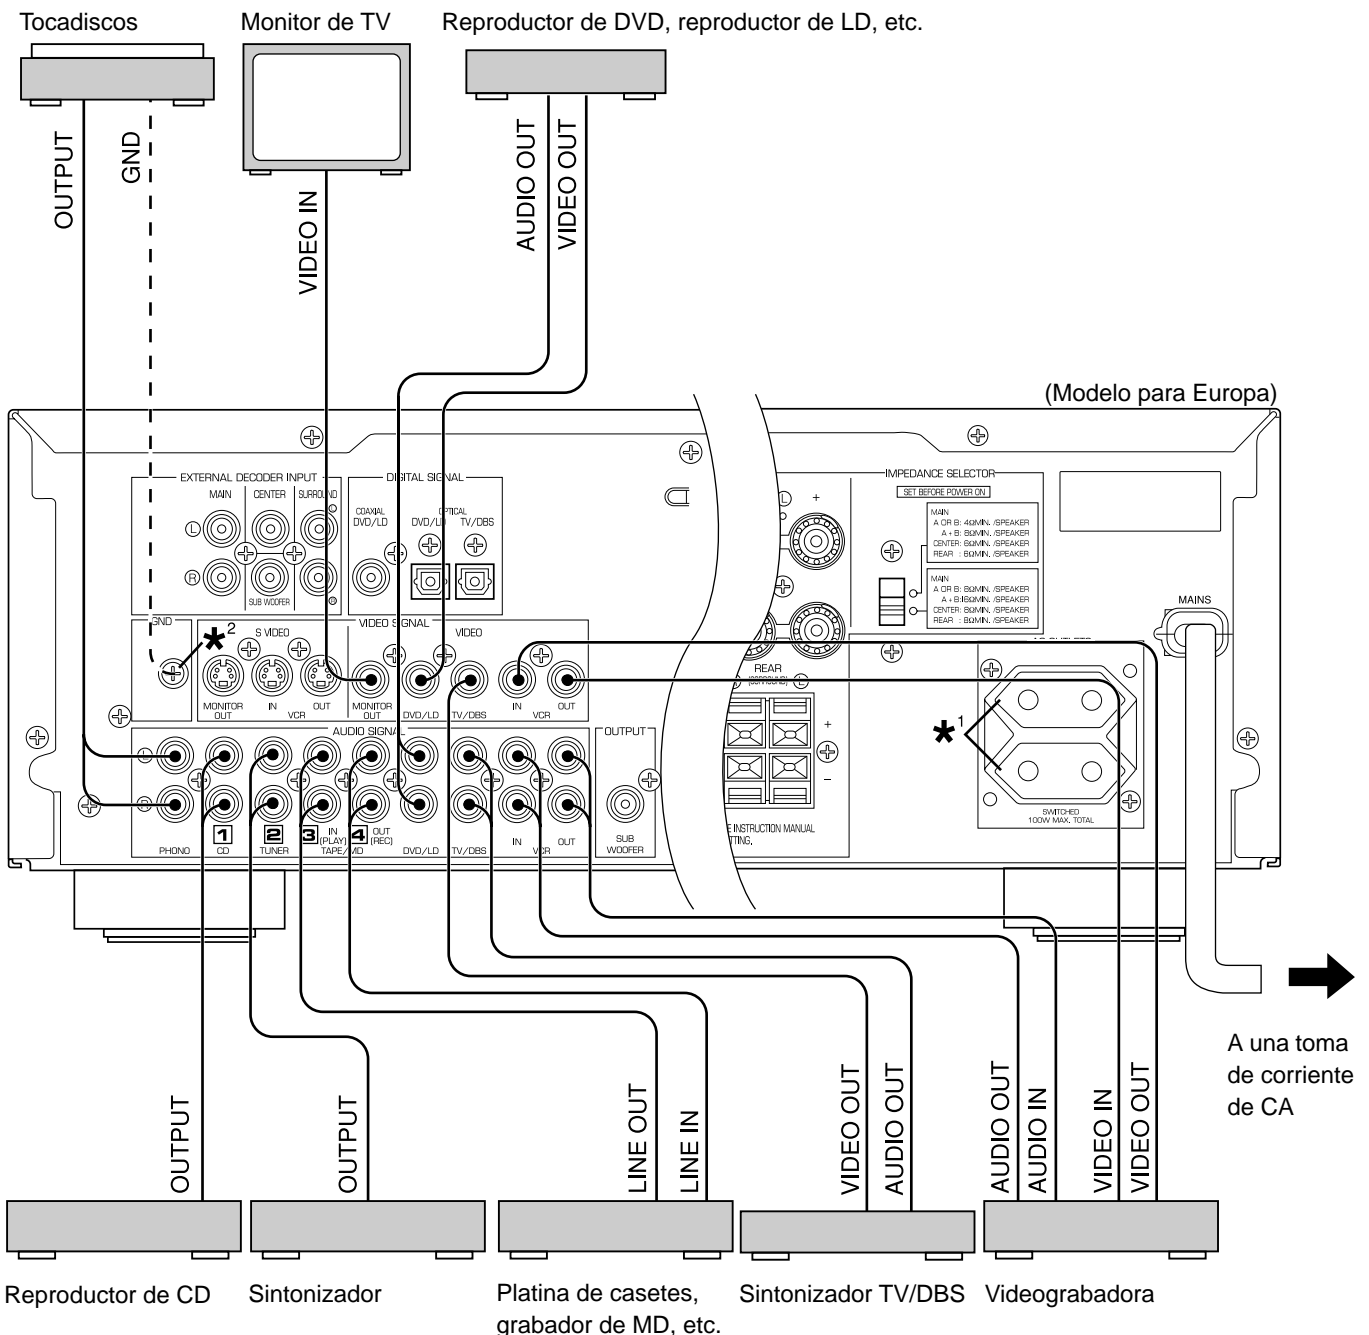 Tocadiscos
Monitor de TV
Reproductor de DVD, reproductor de LD, etc.
OUTPUT
GND
VIDEO IN
AUDIO OUT
VIDEO OUT
(Modelo para Europa)
EXTERNAL DECODER INPUT
MAIN
CENTER
SURROUND
L
R
SUB WOOFER
DIGITAL SIGNAL
COAXIAL
DVD/LD
OPTICAL
DVD/LD
TV/DBS
L
+
IMPEDANCE SELECTOR
SET BEFORE POWER ON
MAIN
A OR B: 4ΩMIN. /SPEAKER
A + B: 8ΩMIN. /SPEAKER
CENTER: 6ΩMIN. /SPEAKER
REAR : 6ΩMIN. /SPEAKER
MAIN
A OR B: 8ΩMIN. /SPEAKER
A + B: 16ΩMIN. /SPEAKER
CENTER: 8ΩMIN. /SPEAKER
REAR : 8ΩMIN. /SPEAKER
MAINS
GND
*2
VIDEO SIGNAL
S VIDEO
VIDEO
MONITOR OUT
IN
OUT
VCR
MONITOR OUT
DVD/LD
TV/DBS
IN
OUT
VCR
REAR
(SURROUND)
L
+
–
AC OUTLETS
*1
SWITCHED
100W MAX. TOTAL
AUDIO SIGNAL
L
R
1
2
3
4
PHONO
CD
TUNER
IN (PLAY)
OUT (REC)
TAPE/MD
DVD/LD
TV/DBS
IN
OUT
VCR
OUTPUT
SUB WOOFER
INSTRUCTION MANUAL
A una toma
de corriente
de CA
OUTPUT
OUTPUT
LINE OUT
LINE IN
VIDEO OUT
AUDIO OUT
AUDIO OUT
AUDIO IN
VIDEO IN
VIDEO OUT
Reproductor de CD
Sintonizador
Platina de casetes,
grabador de MD, etc.
Sintonizador TV/DBS
Videograbadora